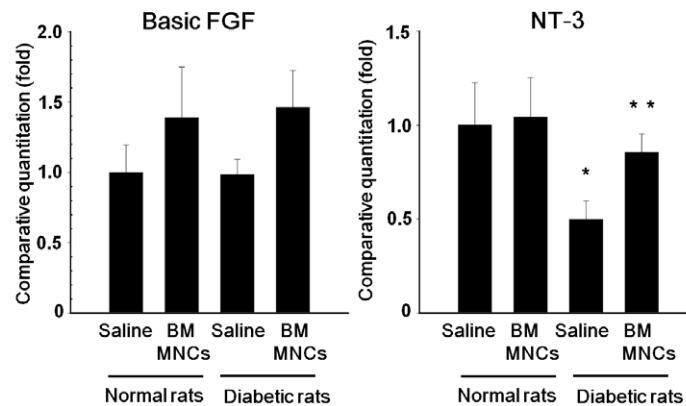 Basic FGF
Comparative quantitation (fold)
2.0
1.5
1.0
0.5
0
Saline BM MNCs Saline BM MNCs
Normal rats Diabetic rats
NT-3
Comparative quantitation (fold)
1.5
1.0
0.5
0
*
* *
Saline BM MNCs Saline BM MNCs
Normal rats Diabetic rats